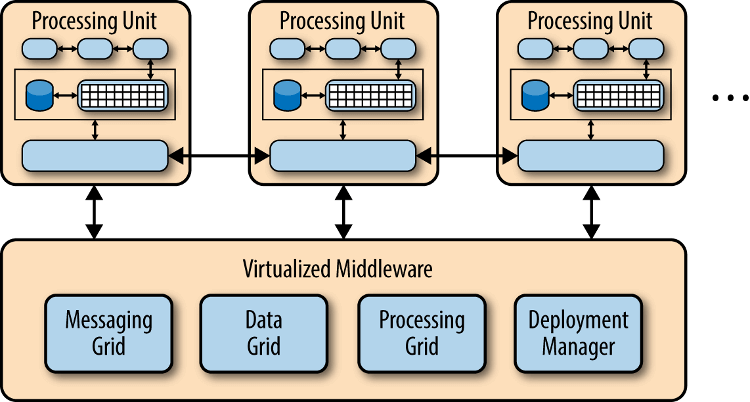 Processing Unit
Processing Unit
Processing Unit
...
Virtualized Middleware
Messaging
Grid
Data
Grid
Processing
Grid
Deployment
Manager